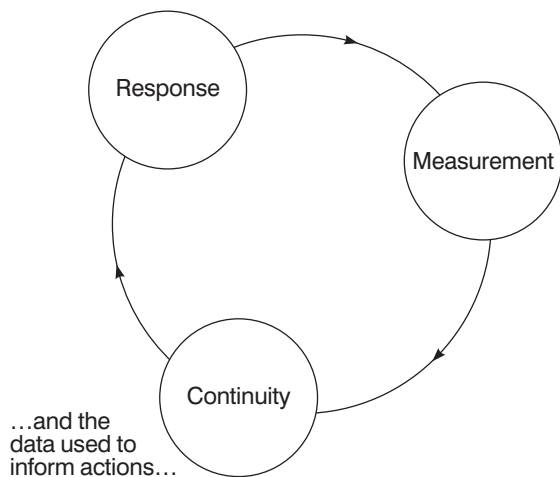 Response
Measurement
Continuity
…and the
data used to
inform actions…